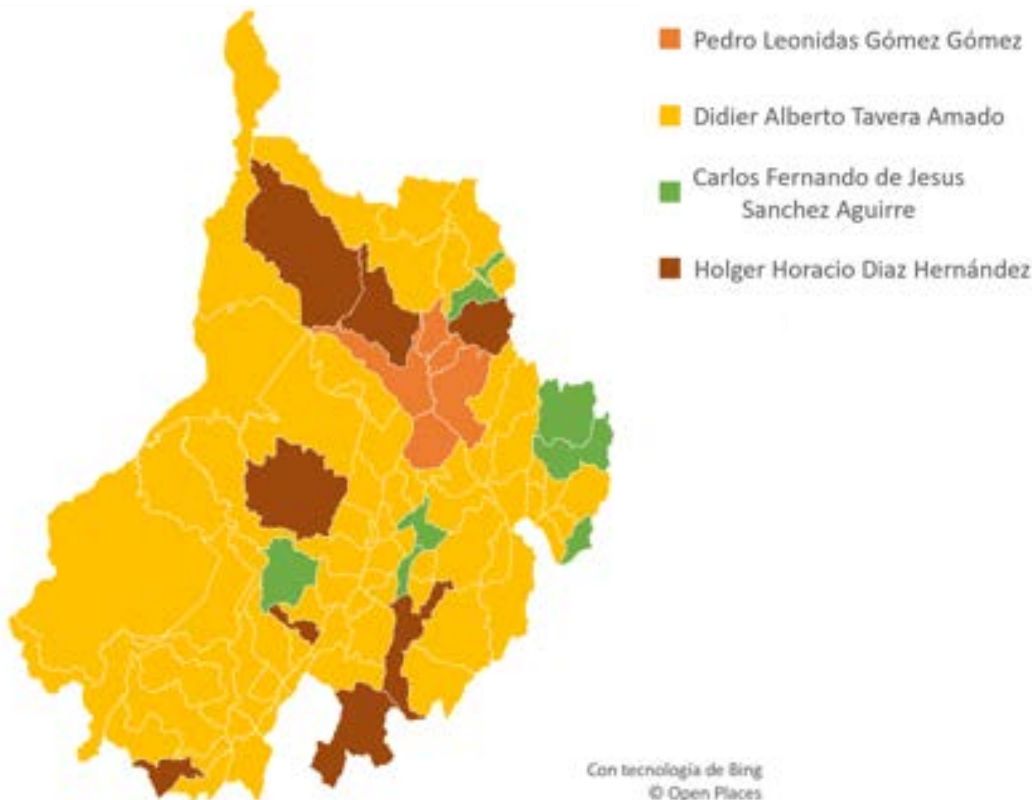 Pedro Leonidas Gómez Gómez
Didier Alberto Tavera Amado
Carlos Fernando de Jesus
Sanchez Aguirre
Holger Horacio Diaz Hernández
Con tecnología de Bing
© Open Places